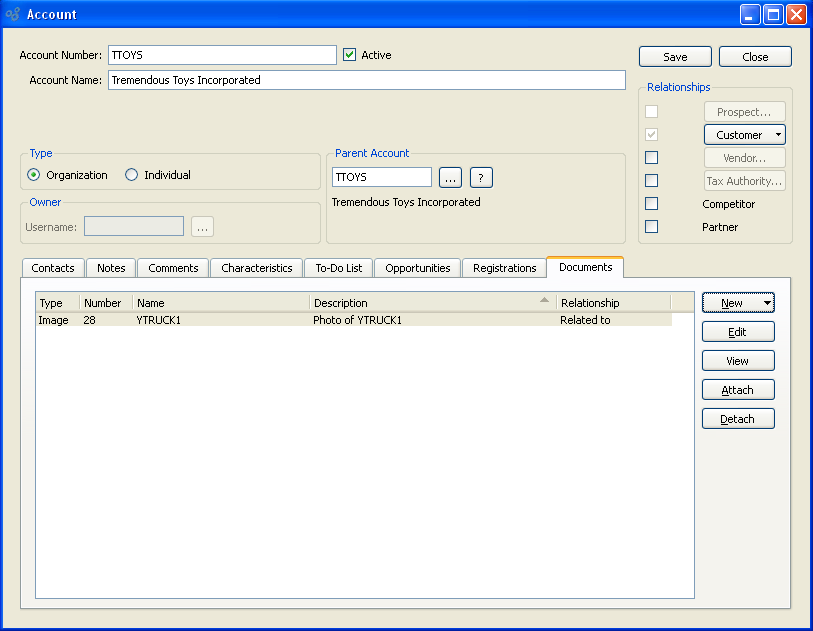 Account
Account Number: TTOYS Active
Save Close
Account Name: Tremendous Toys Incorporated
Relationships
Prospect...
Customer
Vendor...
Tax Authority...
Competitor
Partner
Type
Organization Individual
Owner
Username: ...
Parent Account
TTOYS ... ?
Tremendous Toys Incorporated
Contacts Notes Comments Characteristics To-Do List Opportunities Registrations Documents
Type Number Name Description Relationship
Image 28 YTRUCK1 Photo of YTRUCK1 Related to
New
Edit
View
Attach
Detach